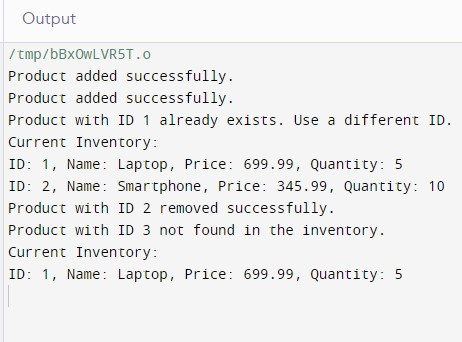 Output
/tmp/bBxOwLVR5T.o
Product added successfully.
Product added successfully.
Product with ID 1 already exists. Use a different ID.
Current Inventory:
ID: 1, Name: Laptop, Price: 699.99, Quantity: 5
ID: 2, Name: Smartphone, Price: 345.99, Quantity: 10
Product with ID 2 removed successfully.
Product with ID 3 not found in the inventory.
Current Inventory:
ID: 1, Name: Laptop, Price: 699.99, Quantity: 5